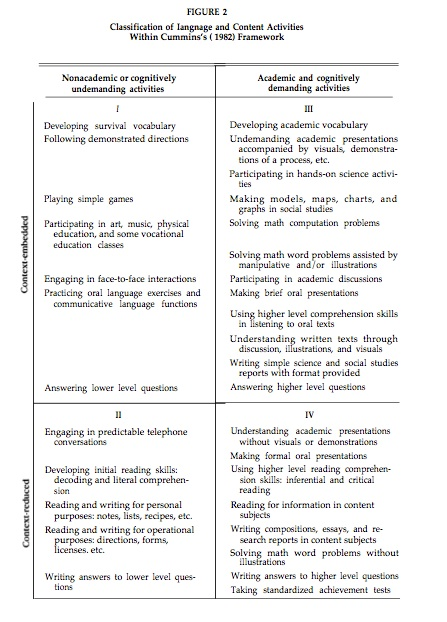 FIGURE 2
Classification of Ianguage and Content Activities
Within Cummins's ( 1982) Framework
Nonacademic or cognitively
undemanding activities
Academic and cognitively
demanding activities
Context-embedded
I
Developing survival vocabulary
Following demonstrated directions
Playing simple games
Participating in art, music, physical
education, and some vocational
education classes
Engaging in face-to-face interactions
Practicing oral language exercises and
communicative language functions
Answering lower level questions
III
Developing academic vocabulary
Undemanding academic presentations
accompanied by visuals, demonstra-
tions of a process, etc.
Participating in hands-on science activi-
ties
Making models, maps, charts, and
graphs in social studies
Solving math computation problems
Solving math word problems assisted by
manipulative and/or illustrations
Participating in academic discussions
Making brief oral presentations
Using higher level comprehension skills
in listening to oral texts
Understanding written texts through
discussion, illustrations, and visuals
Writing simple science and social studies
reports with format provided
Answering higher level questions
Context-reduced
II
Engaging in predictable telephone
conversations
Developing initial reading skills:
decoding and literal comprehen-
sion
Reading and writing for personal
purposes: notes, lists, recipes, etc.
Reading and writing for operational
purposes: directions, forms,
licenses. etc.
Writing answers to lower level ques-
tions
IV
Understanding academic presentations
without visuals or demonstrations
Making formal oral presentations
Using higher level reading comprehen-
sion skills: inferential and critical
reading
Reading for information in content
subjects
Writing compositions, essays, and re-
search reports in content subjects
Solving math word problems without
illustrations
Writing answers to higher level questions
Taking standardized achievement tests